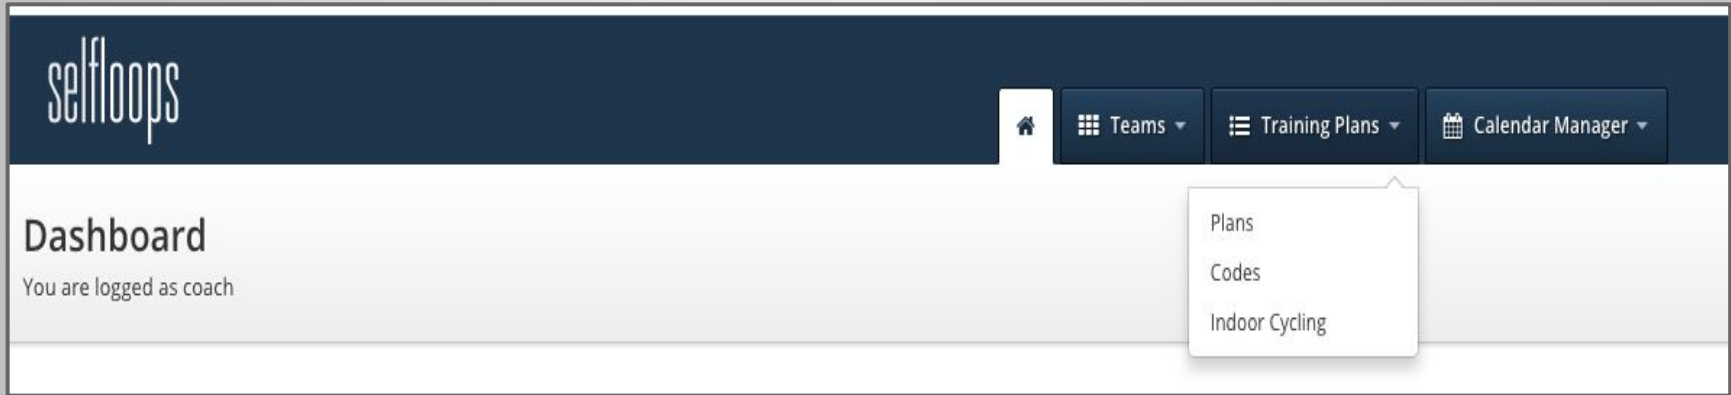 selfloops
Teams
Training Plans
Calendar Manager
Dashboard
You are logged as coach
Plans
Codes
Indoor Cycling